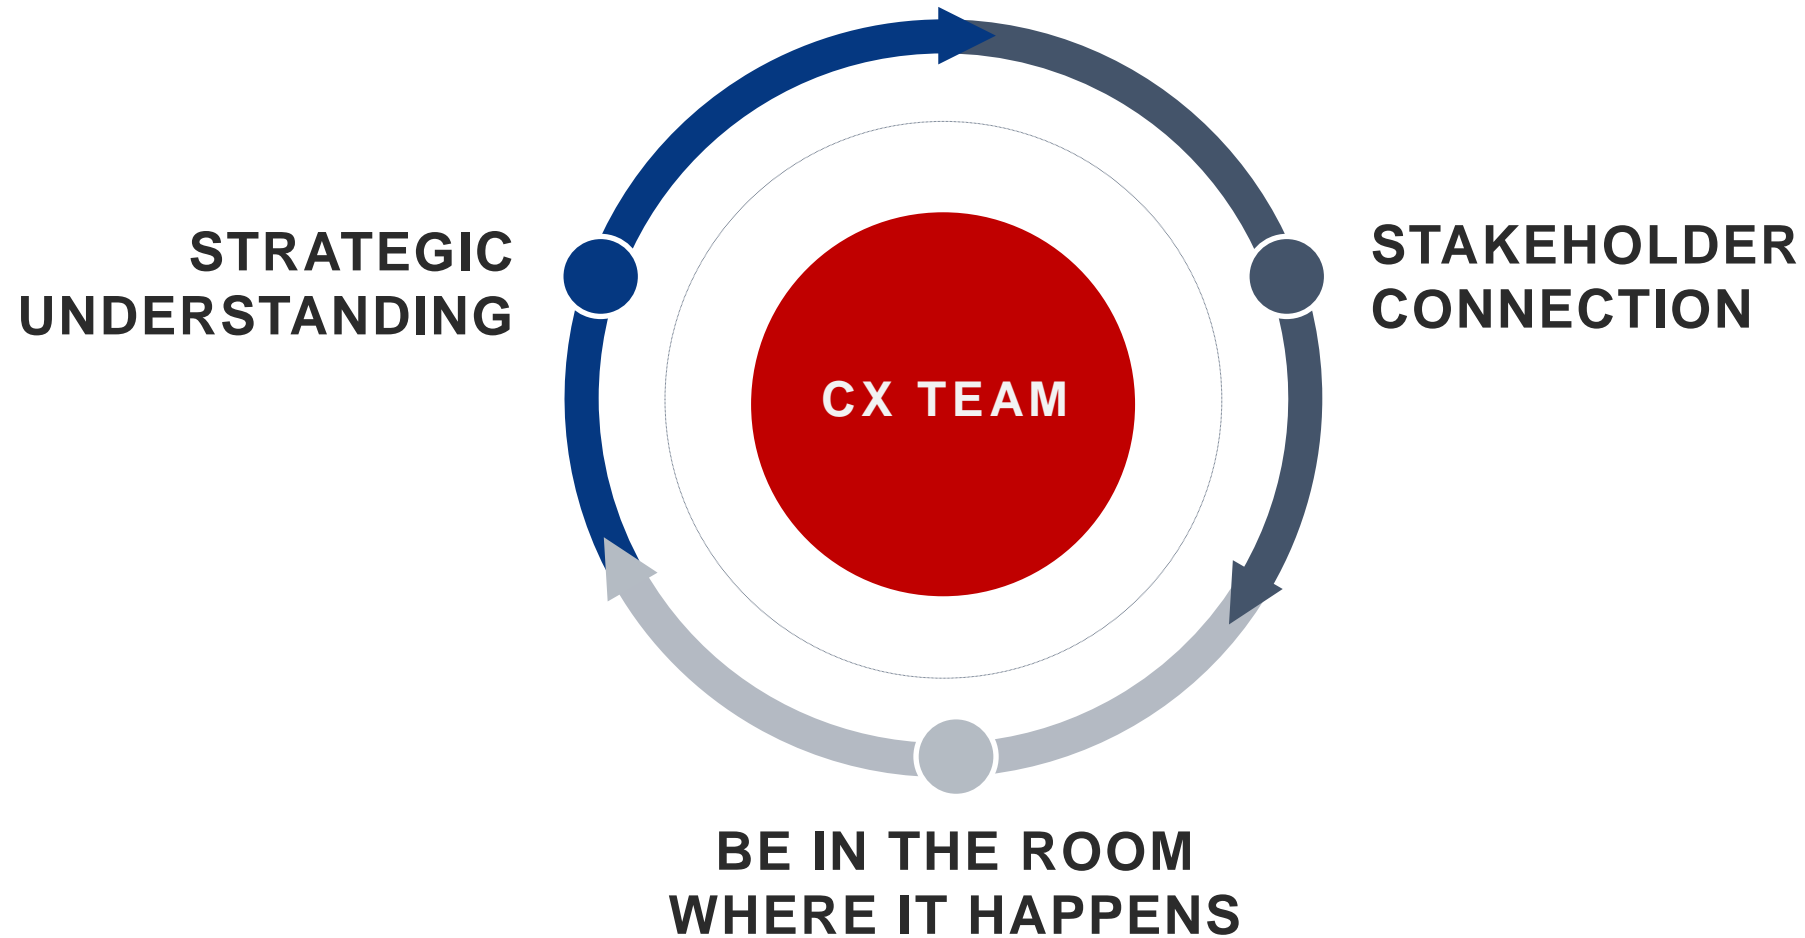 STRATEGIC
UNDERSTANDING
STAKEHOLDER
CONNECTION
CX TEAM
BE IN THE ROOM
WHERE IT HAPPENS